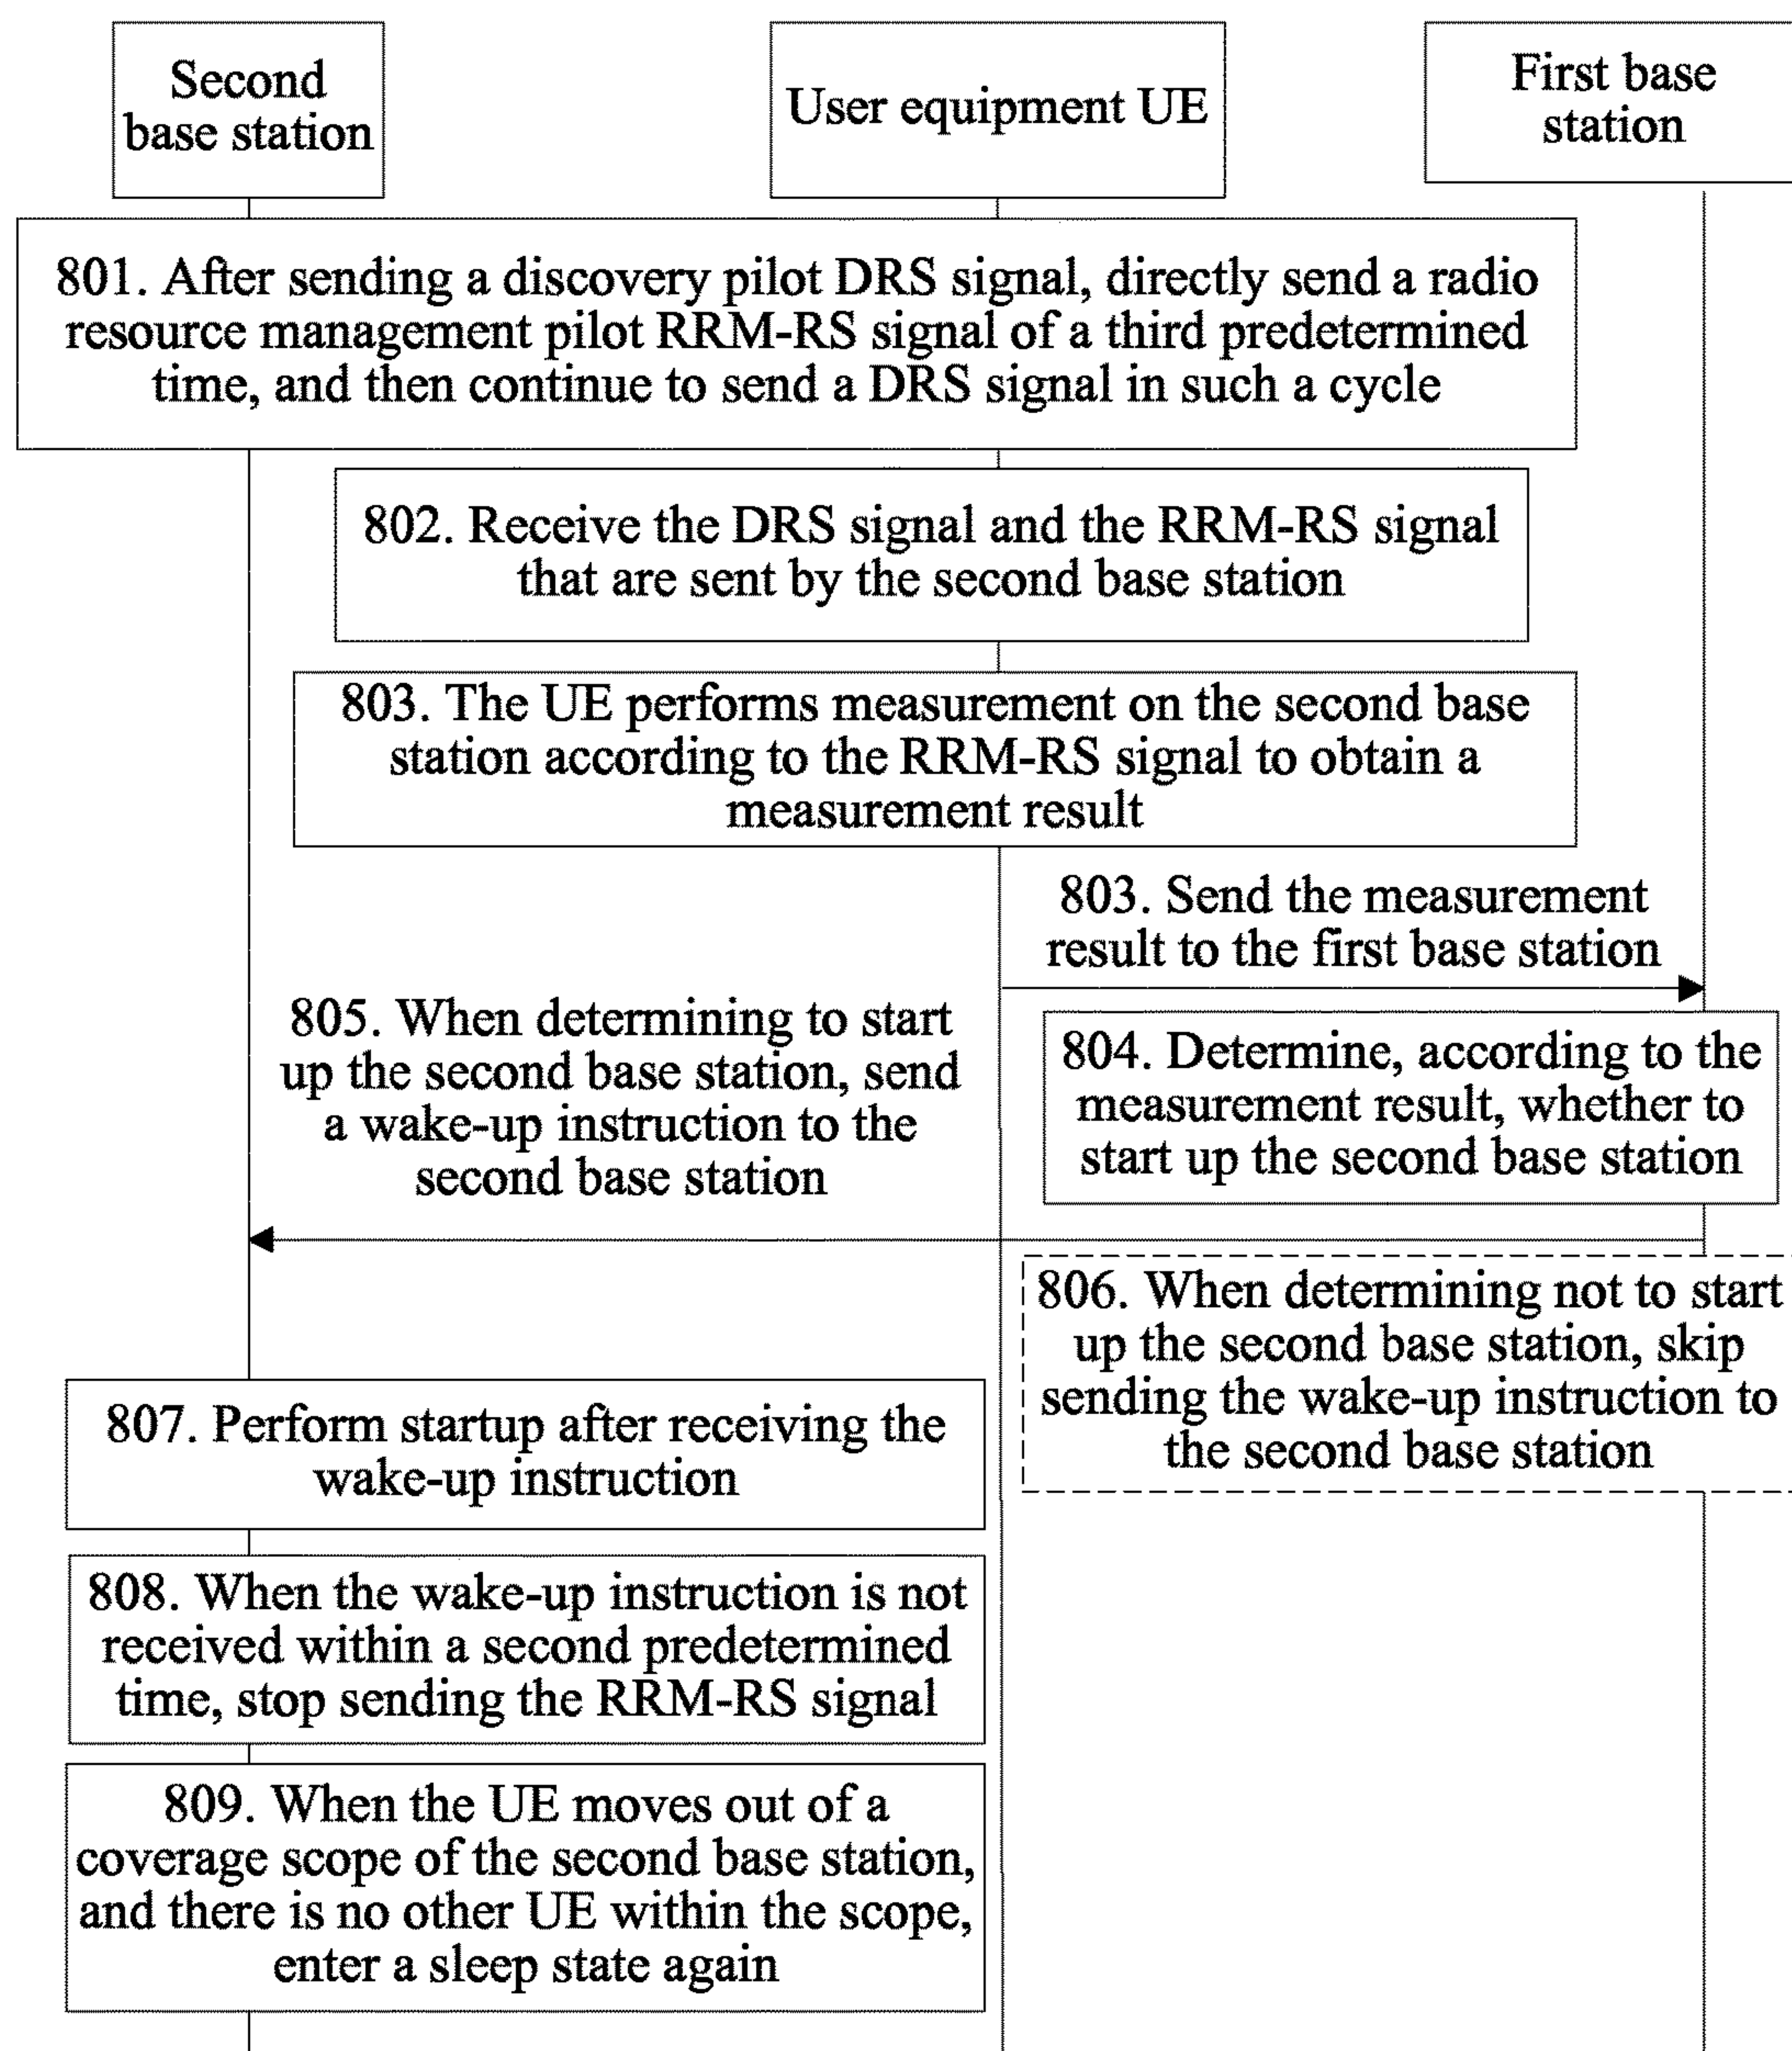 Second
base station
User equipment UE
First base
station
801. After sending a discovery pilot DRS signal, directly send a radio
resource management pilot RRM-RS signal of a third predetermined
time, and then continue to send a DRS signal in such a cycle
802. Receive the DRS signal and the RRM-RS signal
that are sent by the second base station
803. The UE performs measurement on the second base
station according to the RRM-RS signal to obtain a
measurement result
803. Send the measurement
result to the first base station
804. Determine, according to the
measurement result, whether to
start up the second base station
805. When determining to start
up the second base station, send
a wake-up instruction to the
second base station
806. When determining not to start
up the second base station, skip
sending the wake-up instruction to
the second base station
807. Perform startup after receiving the
wake-up instruction
808. When the wake-up instruction is not
received within a second predetermined
time, stop sending the RRM-RS signal
809. When the UE moves out of a
coverage scope of the second base station,
and there is no other UE within the scope,
enter a sleep state again